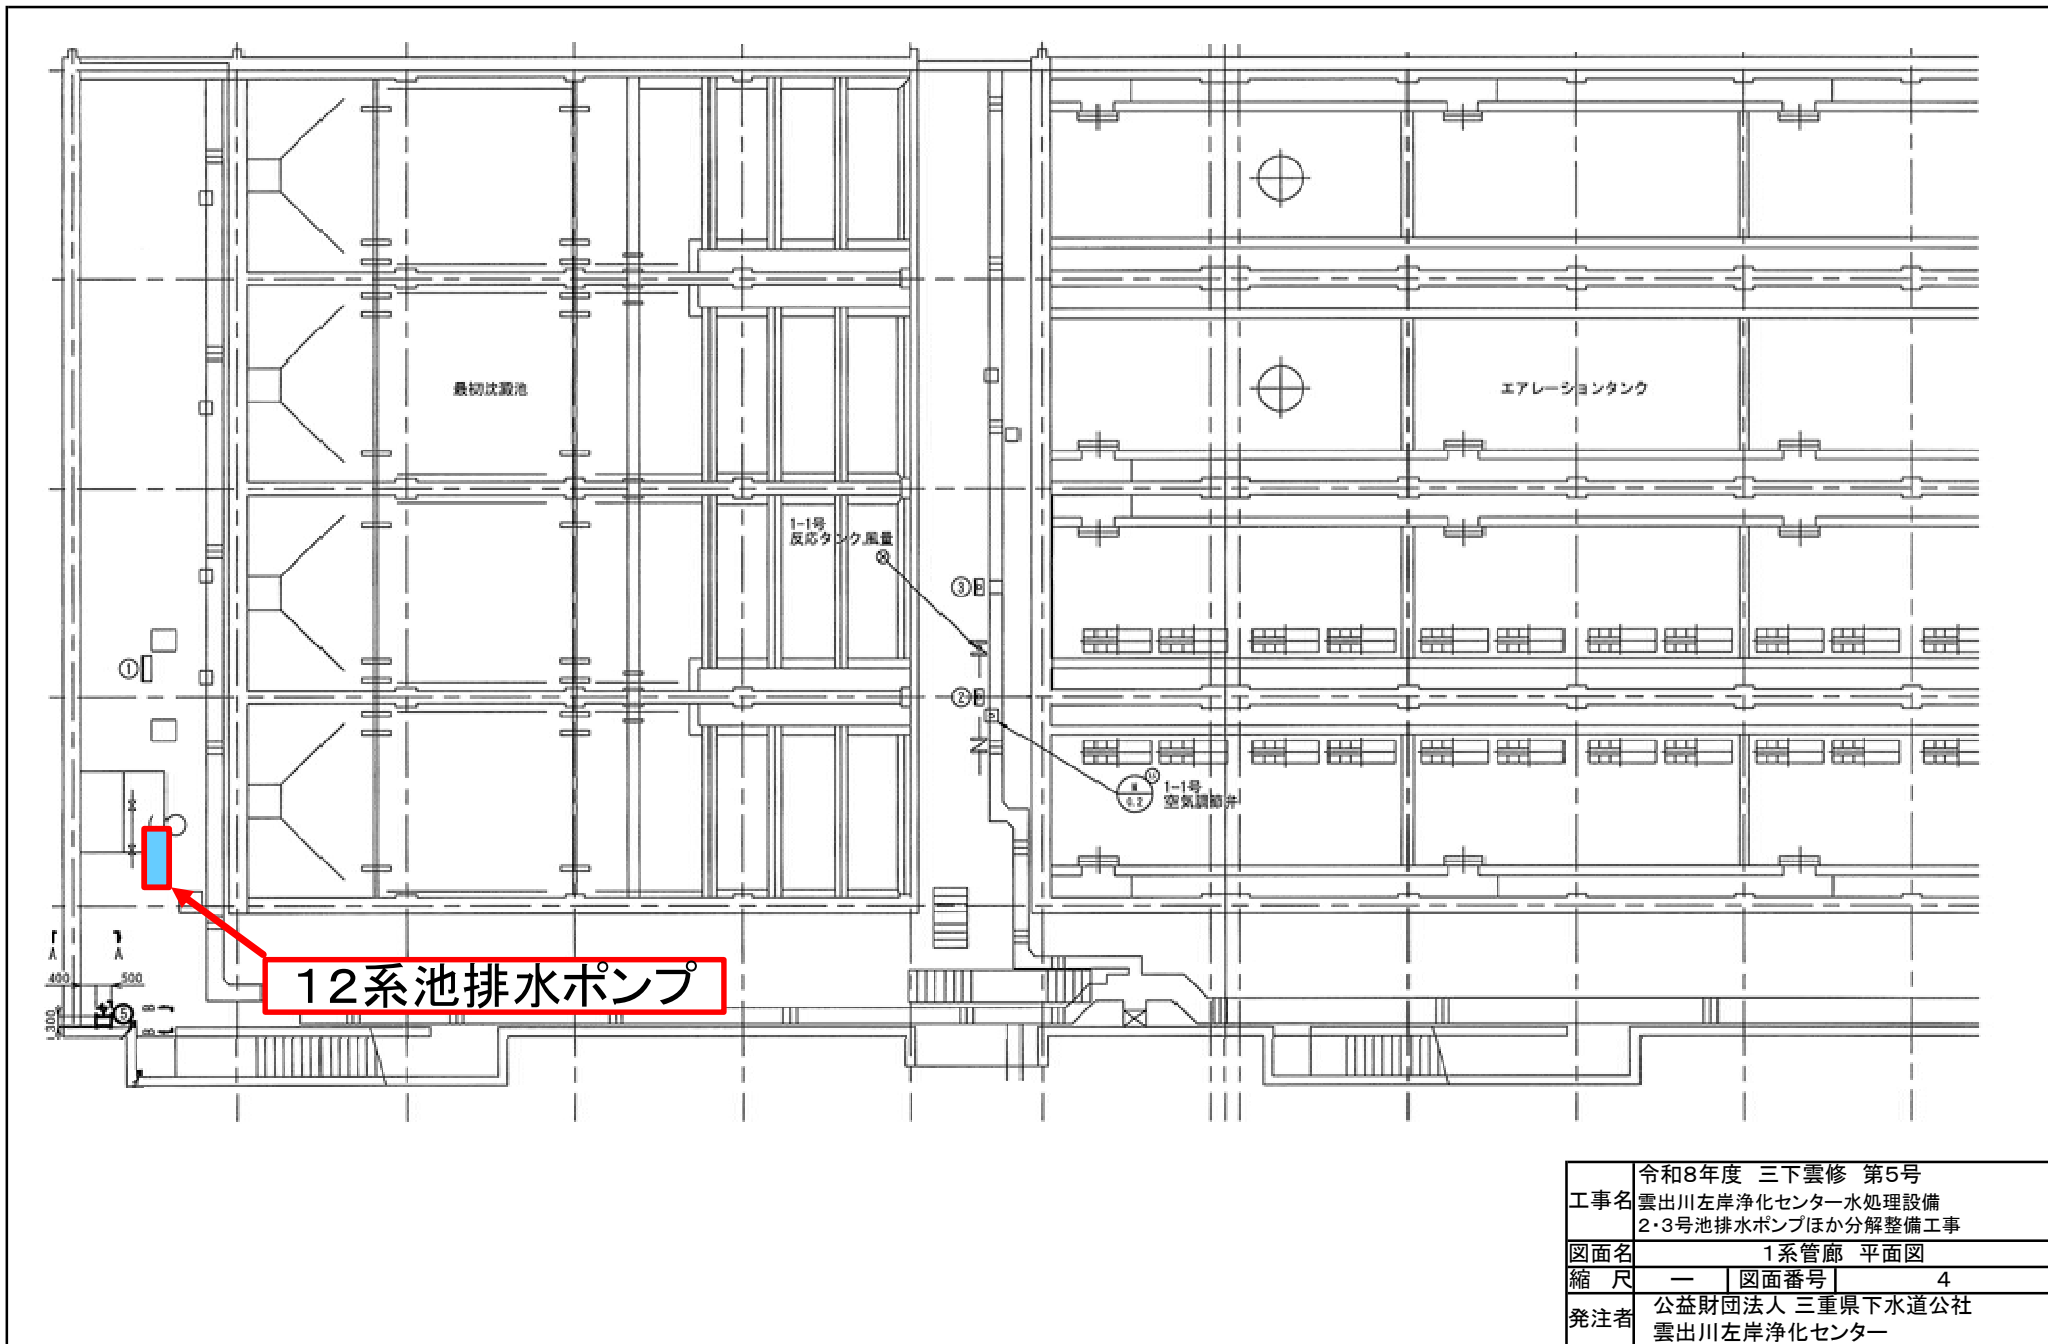 最初沈澱池
エアレーションタンク
1-1号
反応タンク風量
③
①
②
1-1号
空気調節弁
A
A
400
500
300
⑤
B
B
12系池排水ポンプ
工事名
令和8年度 三下雲修 第5号
雲出川左岸浄化センター水処理設備
2・3号池排水ポンプほか分解整備工事
図面名
1系管廊 平面図
縮 尺
―
図面番号
4
発注者
公益財団法人 三重県下水道公社
雲出川左岸浄化センター